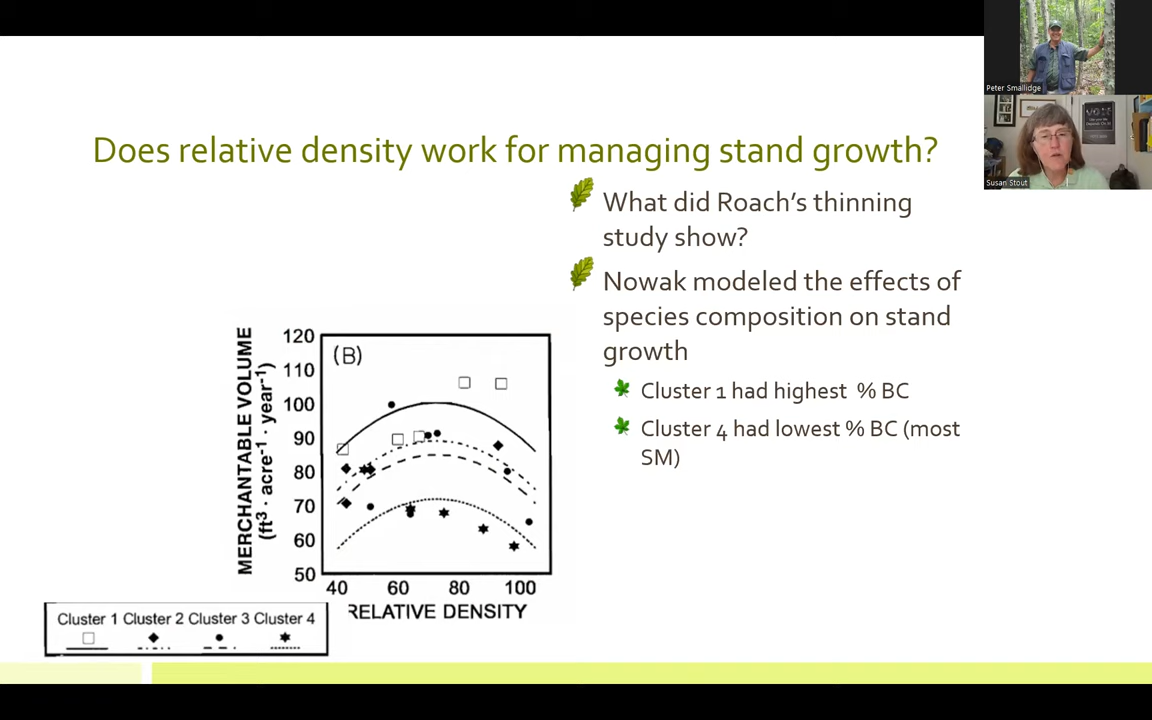 Peter Smallidge
Susan Stout
Does relative density work for managing stand growth?
What did Roach's thinning
study show?
Nowak modeled the effects of
species composition on stand
growth
Cluster 1 had highest % BC
Cluster 4 had lowest % BC (most
SM)
(B)
MERCHANTABLE VOLUME
(ft³ · acre⁻¹ · year⁻¹)
120
110
100
90
80
70
60
50
40 60 80 100
RELATIVE DENSITY
Cluster 1 Cluster 2 Cluster 3 Cluster 4